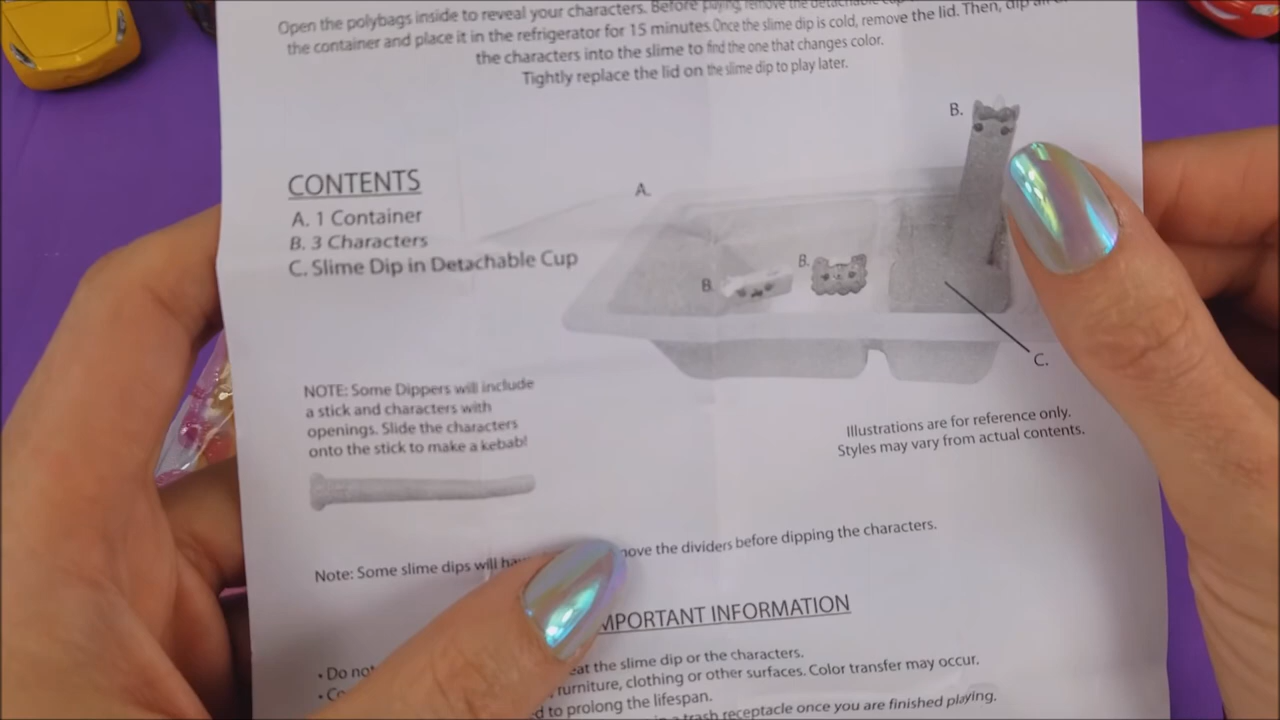 Open the polybags inside to reveal your characters. Before playing, remove the detachable cup
the container and place it in the refrigerator for 15 minutes. Once the slime dip is cold, remove the lid. Then, dip all
the characters into the slime to find the one that changes color.
Tightly replace the lid on the slime dip to play later.
B.
CONTENTS
A.
A. 1 Container
B. 3 Characters
C. Slime Dip in Detachable Cup
B.
B.
C.
NOTE: Some Dippers will include
a stick and characters with
openings. Slide the characters
onto the stick to make a kebab!
Illustrations are for reference only.
Styles may vary from actual contents.
Note: Some slime dips will move the dividers before dipping the characters.
MPORTANT INFORMATION
• Do not eat the slime dip or the characters.
• furniture, clothing or other surfaces. Color transfer may occur.
to prolong the lifespan.
trash receptacle once you are finished playing.